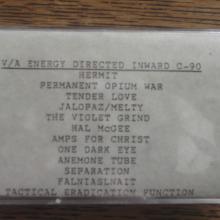 V/A ENERGY DIRECTED INWARD C-90
HERMIT
PERMANENT OPIUM WAR
TENDER LOVE
JALOPAZ/MELTY
THE VIOLET GRIND
HAL McGEE
AMPS FOR CHRIST
ONE DARK EYE
ANEMONE TUBE
SEPARATION
FALNIASLNAIT
TACTICAL ERADICATION FUNCTION